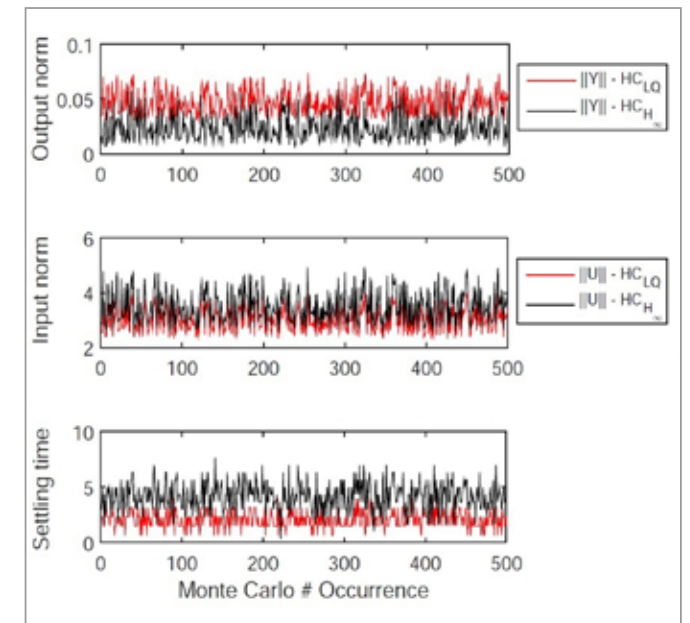 Output norm
0.1
0.05
0
0 100 200 300 400 500
||Y|| - HC_LQ
||Y|| - HC_H∞
Input norm
6
4
2
0 100 200 300 400 500
||U|| - HC_LQ
||U|| - HC_H∞
Settling time
10
5
0
0 100 200 300 400 500
Monte Carlo # Occurrence